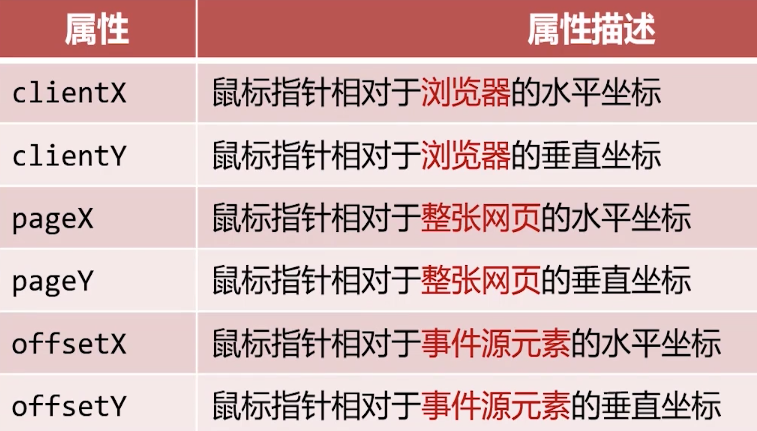 属性 属性描述
clientX 鼠标指针相对于浏览器的水平坐标
clientY 鼠标指针相对于浏览器的垂直坐标
pageX 鼠标指针相对于整张网页的水平坐标
pageY 鼠标指针相对于整张网页的垂直坐标
offsetX 鼠标指针相对于事件源元素的水平坐标
offsetY 鼠标指针相对于事件源元素的垂直坐标